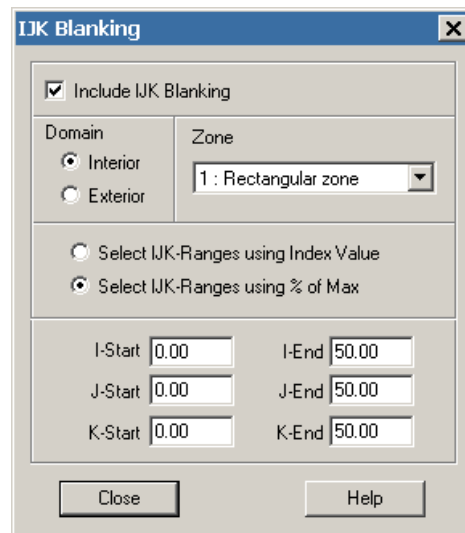 IJK Blanking
Include IJK Blanking
Domain
Interior
Exterior
Zone
1 : Rectangular zone
Select IJK-Ranges using Index Value
Select IJK-Ranges using % of Max
I-Start 0.00 I-End 50.00
J-Start 0.00 J-End 50.00
K-Start 0.00 K-End 50.00
Close Help